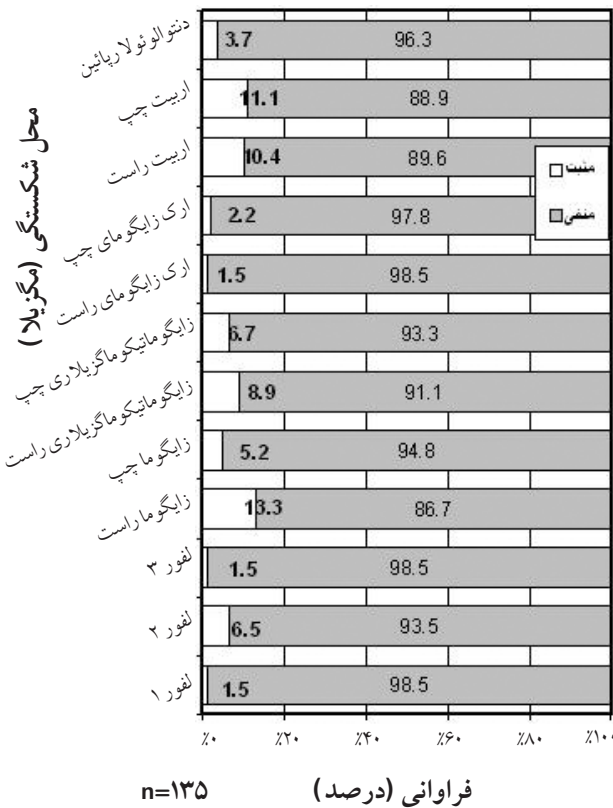 محل شکستگی (مگزیلا)
دنتوالوئولارپائین 3.7 96.3
اربیت چپ 11.1 88.9
اربیت راست 10.4 89.6
ارک زایگومای چپ 2.2 97.8
ارک زایگومای راست 1.5 98.5
زایگوماتیکوماگزیلاری چپ 6.7 93.3
زایگوماتیکوماگزیلاری راست 8.9 91.1
زایگوما چپ 5.2 94.8
زایگوما راست 13.3 86.7
لفور ۳ 1.5 98.5
لفور ۲ 6.5 93.5
لفور ۱ 1.5 98.5
مثبت
منفی
٪۰ ٪۲۰ ٪۴۰ ٪۶۰ ٪۸۰ ٪۱۰۰
فراوانی (درصد)
n=۱۳۵